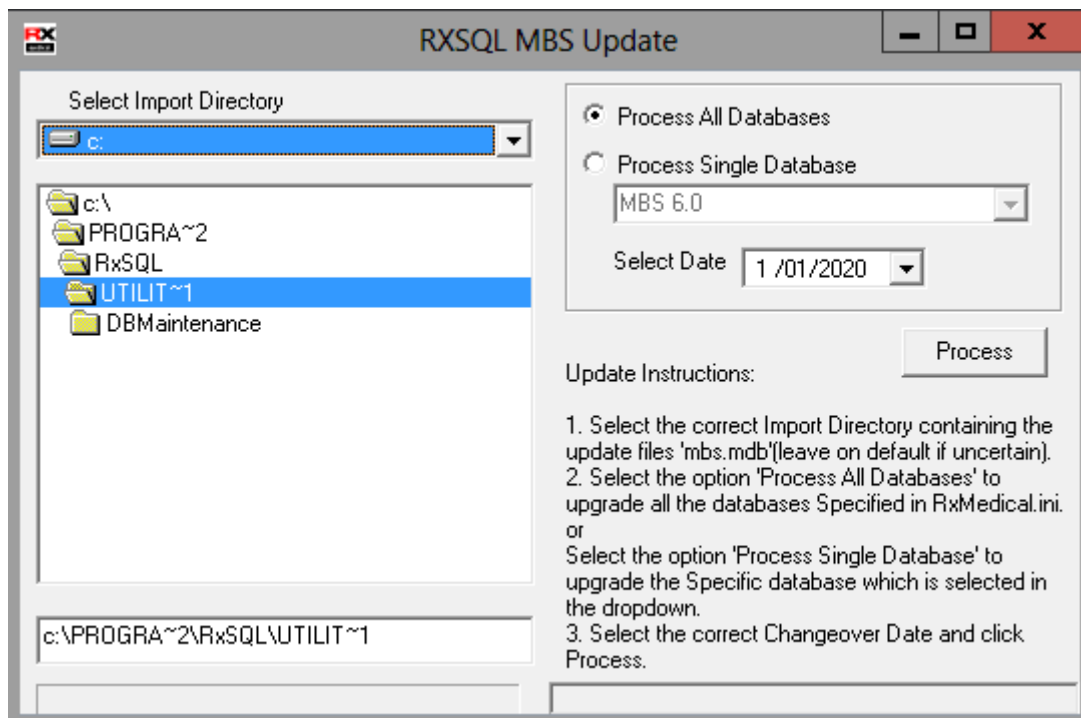 RX
RXSQL MBS Update
Select Import Directory
c:
c:\
PROGRA~2
RxSQL
UTILIT~1
DBMaintenance
c:\PROGRA~2\RxSQL\UTILIT~1
Process All Databases
Process Single Database
MBS 6.0
Select Date
1 /01/2020
Process
Update Instructions:
1. Select the correct Import Directory containing the
update files 'mbs.mdb'(leave on default if uncertain).
2. Select the option 'Process All Databases' to
upgrade all the databases Specified in RxMedical.ini.
or
Select the option 'Process Single Database' to
upgrade the Specific database which is selected in
the dropdown.
3. Select the correct Changeover Date and click
Process.